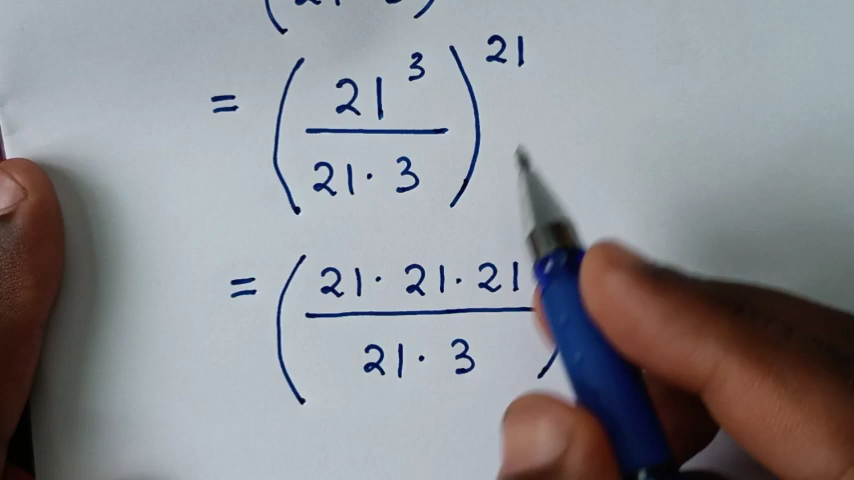 = (21³ / 21 · 3)²¹
= (21 · 21 · 21 / 21 · 3)